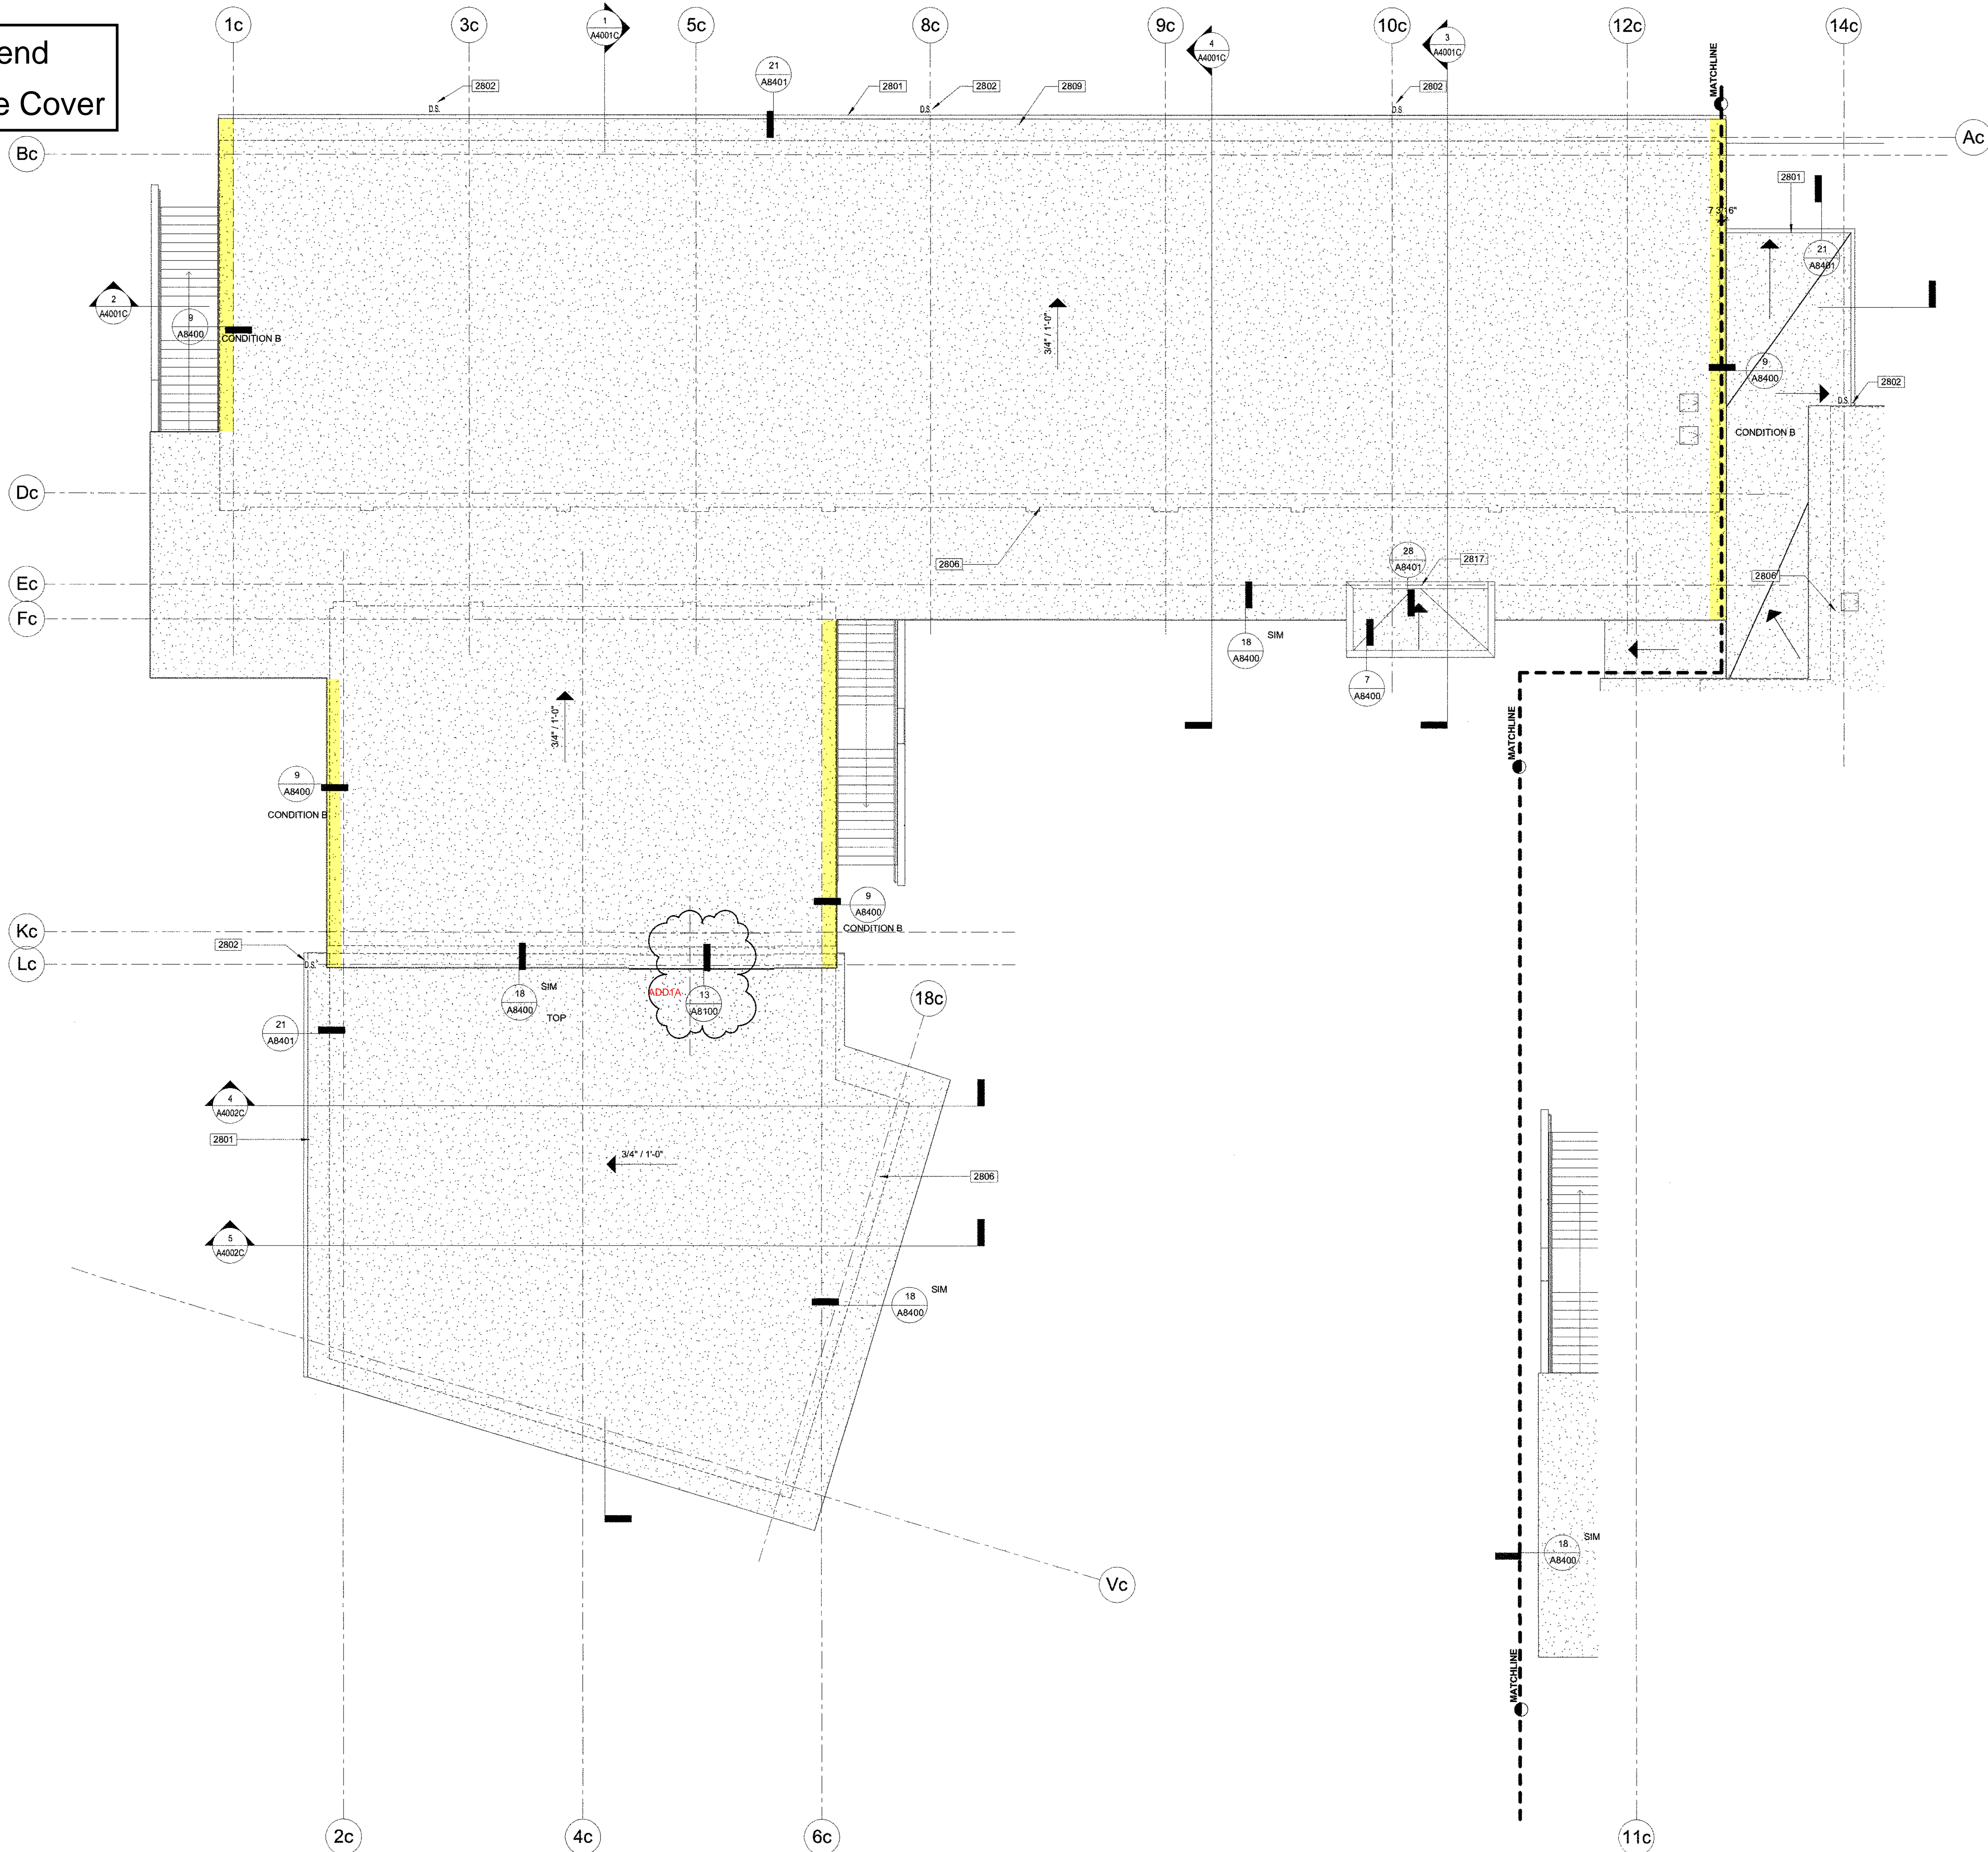 end
e Cover
1c
3c
1
A4001C
5c
8c
9c
4
A4001C
10c
3
A4001C
12c
14c
MATCHLINE
21
A8401
2802
2801
2802
2809
2802
D.S.
D.S.
D.S.
Bc
Ac
2801
7 3/16"
21
A8401
2
A4001C
9
A8400
CONDITION B
3/4" / 1'-0"
9
A8400
2802
D.S.
CONDITION B
Dc
2806
28
A8401
2817
Ec
2806
Fc
18
A8400
SIM
7
A8400
3/4" / 1'-0"
MATCHLINE
9
A8400
CONDITION B
9
A8400
CONDITION B
Kc
2802
Lc
D.S.
18
A8400
SIM
TOP
ADD1A
13
A8100
18c
21
A8401
4
A4002C
2801
3/4" / 1'-0"
2806
5
A4002C
18
A8400
SIM
18
A8400
SIM
Vc
MATCHLINE
2c
4c
6c
11c